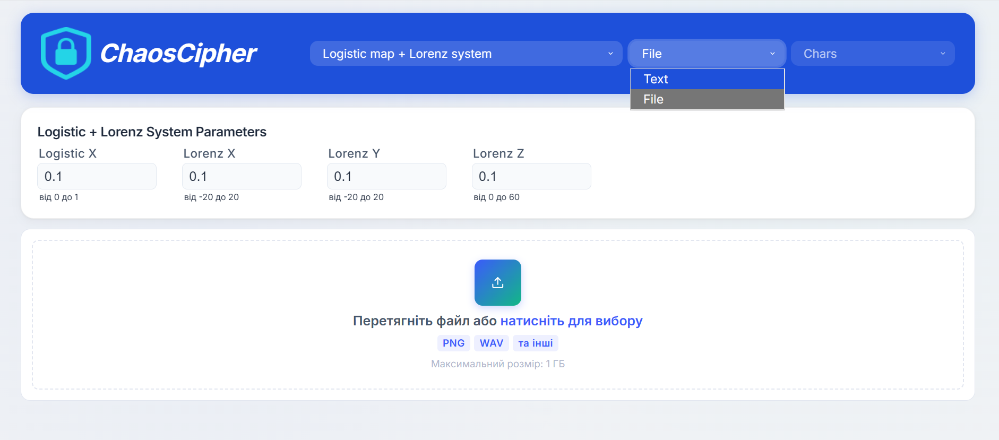 ChaosCipher
Logistic map + Lorenz system
File
Chars
Text
File
Logistic + Lorenz System Parameters
Logistic X
Lorenz X
Lorenz Y
Lorenz Z
0.1
0.1
0.1
0.1
від 0 до 1
від -20 до 20
від -20 до 20
від 0 до 60
Перетягніть файл або натисніть для вибору
PNG WAV та інші
Максимальний розмір: 1 ГБ